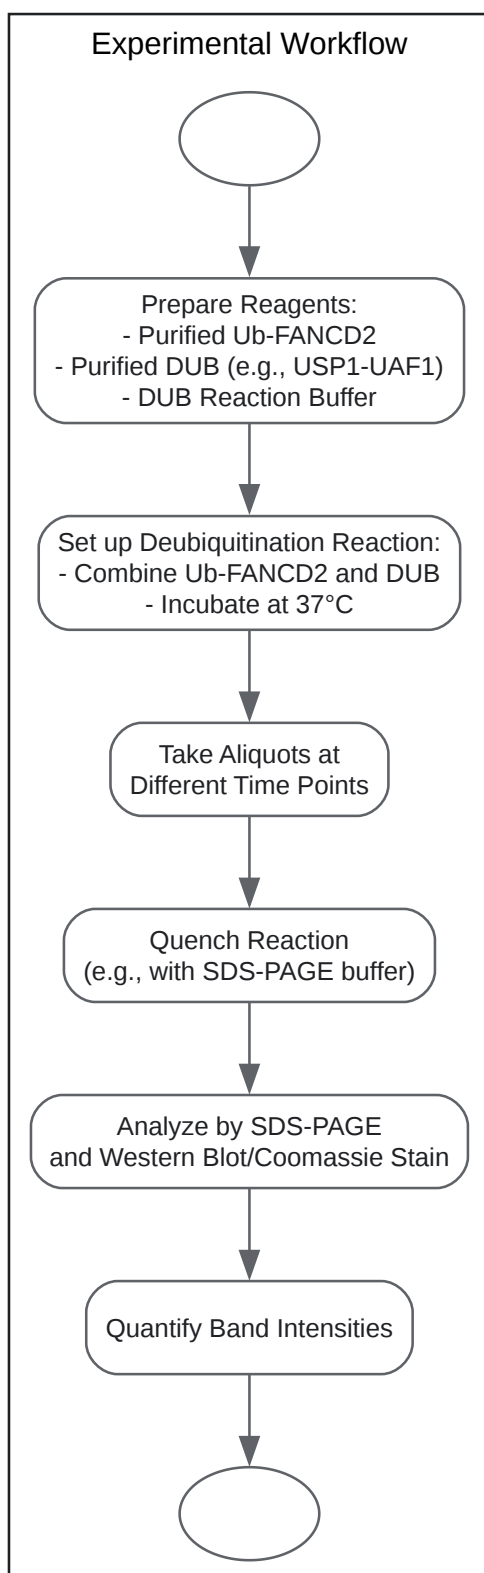 Experimental Workflow
Prepare Reagents:
- Purified Ub-FANCD2
- Purified DUB (e.g., USP1-UAF1)
- DUB Reaction Buffer
Set up Deubiquitination Reaction:
- Combine Ub-FANCD2 and DUB
- Incubate at 37°C
Take Aliquots at
Different Time Points
Quench Reaction
(e.g., with SDS-PAGE buffer)
Analyze by SDS-PAGE
and Western Blot/Coomassie Stain
Quantify Band Intensities